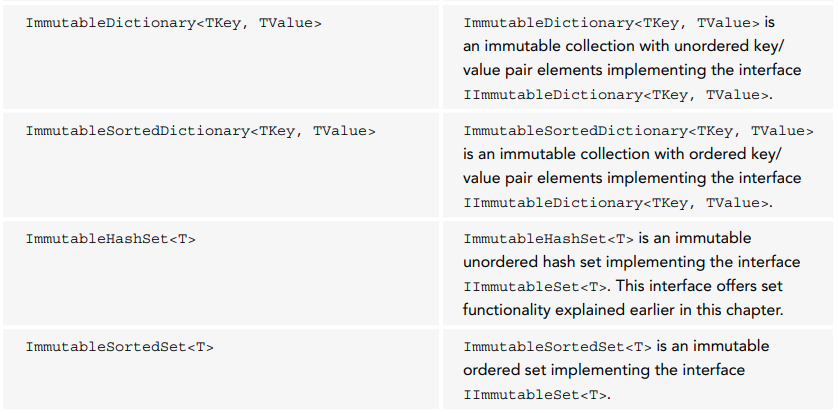 ImmutableDictionary<TKey, TValue>
ImmutableDictionary<TKey, TValue> is
an immutable collection with unordered key/
value pair elements implementing the interface
IImmutableDictionary<TKey, TValue>.
ImmutableSortedDictionary<TKey, TValue>
ImmutableSortedDictionary<TKey, TValue>
is an immutable collection with ordered key/
value pair elements implementing the interface
IImmutableDictionary<TKey, TValue>.
ImmutableHashSet<T>
ImmutableHashSet<T> is an immutable
unordered hash set implementing the interface
IImmutableSet<T>. This interface offers set
functionality explained earlier in this chapter.
ImmutableSortedSet<T>
ImmutableSortedSet<T> is an immutable
ordered set implementing the interface
IImmutableSet<T>.